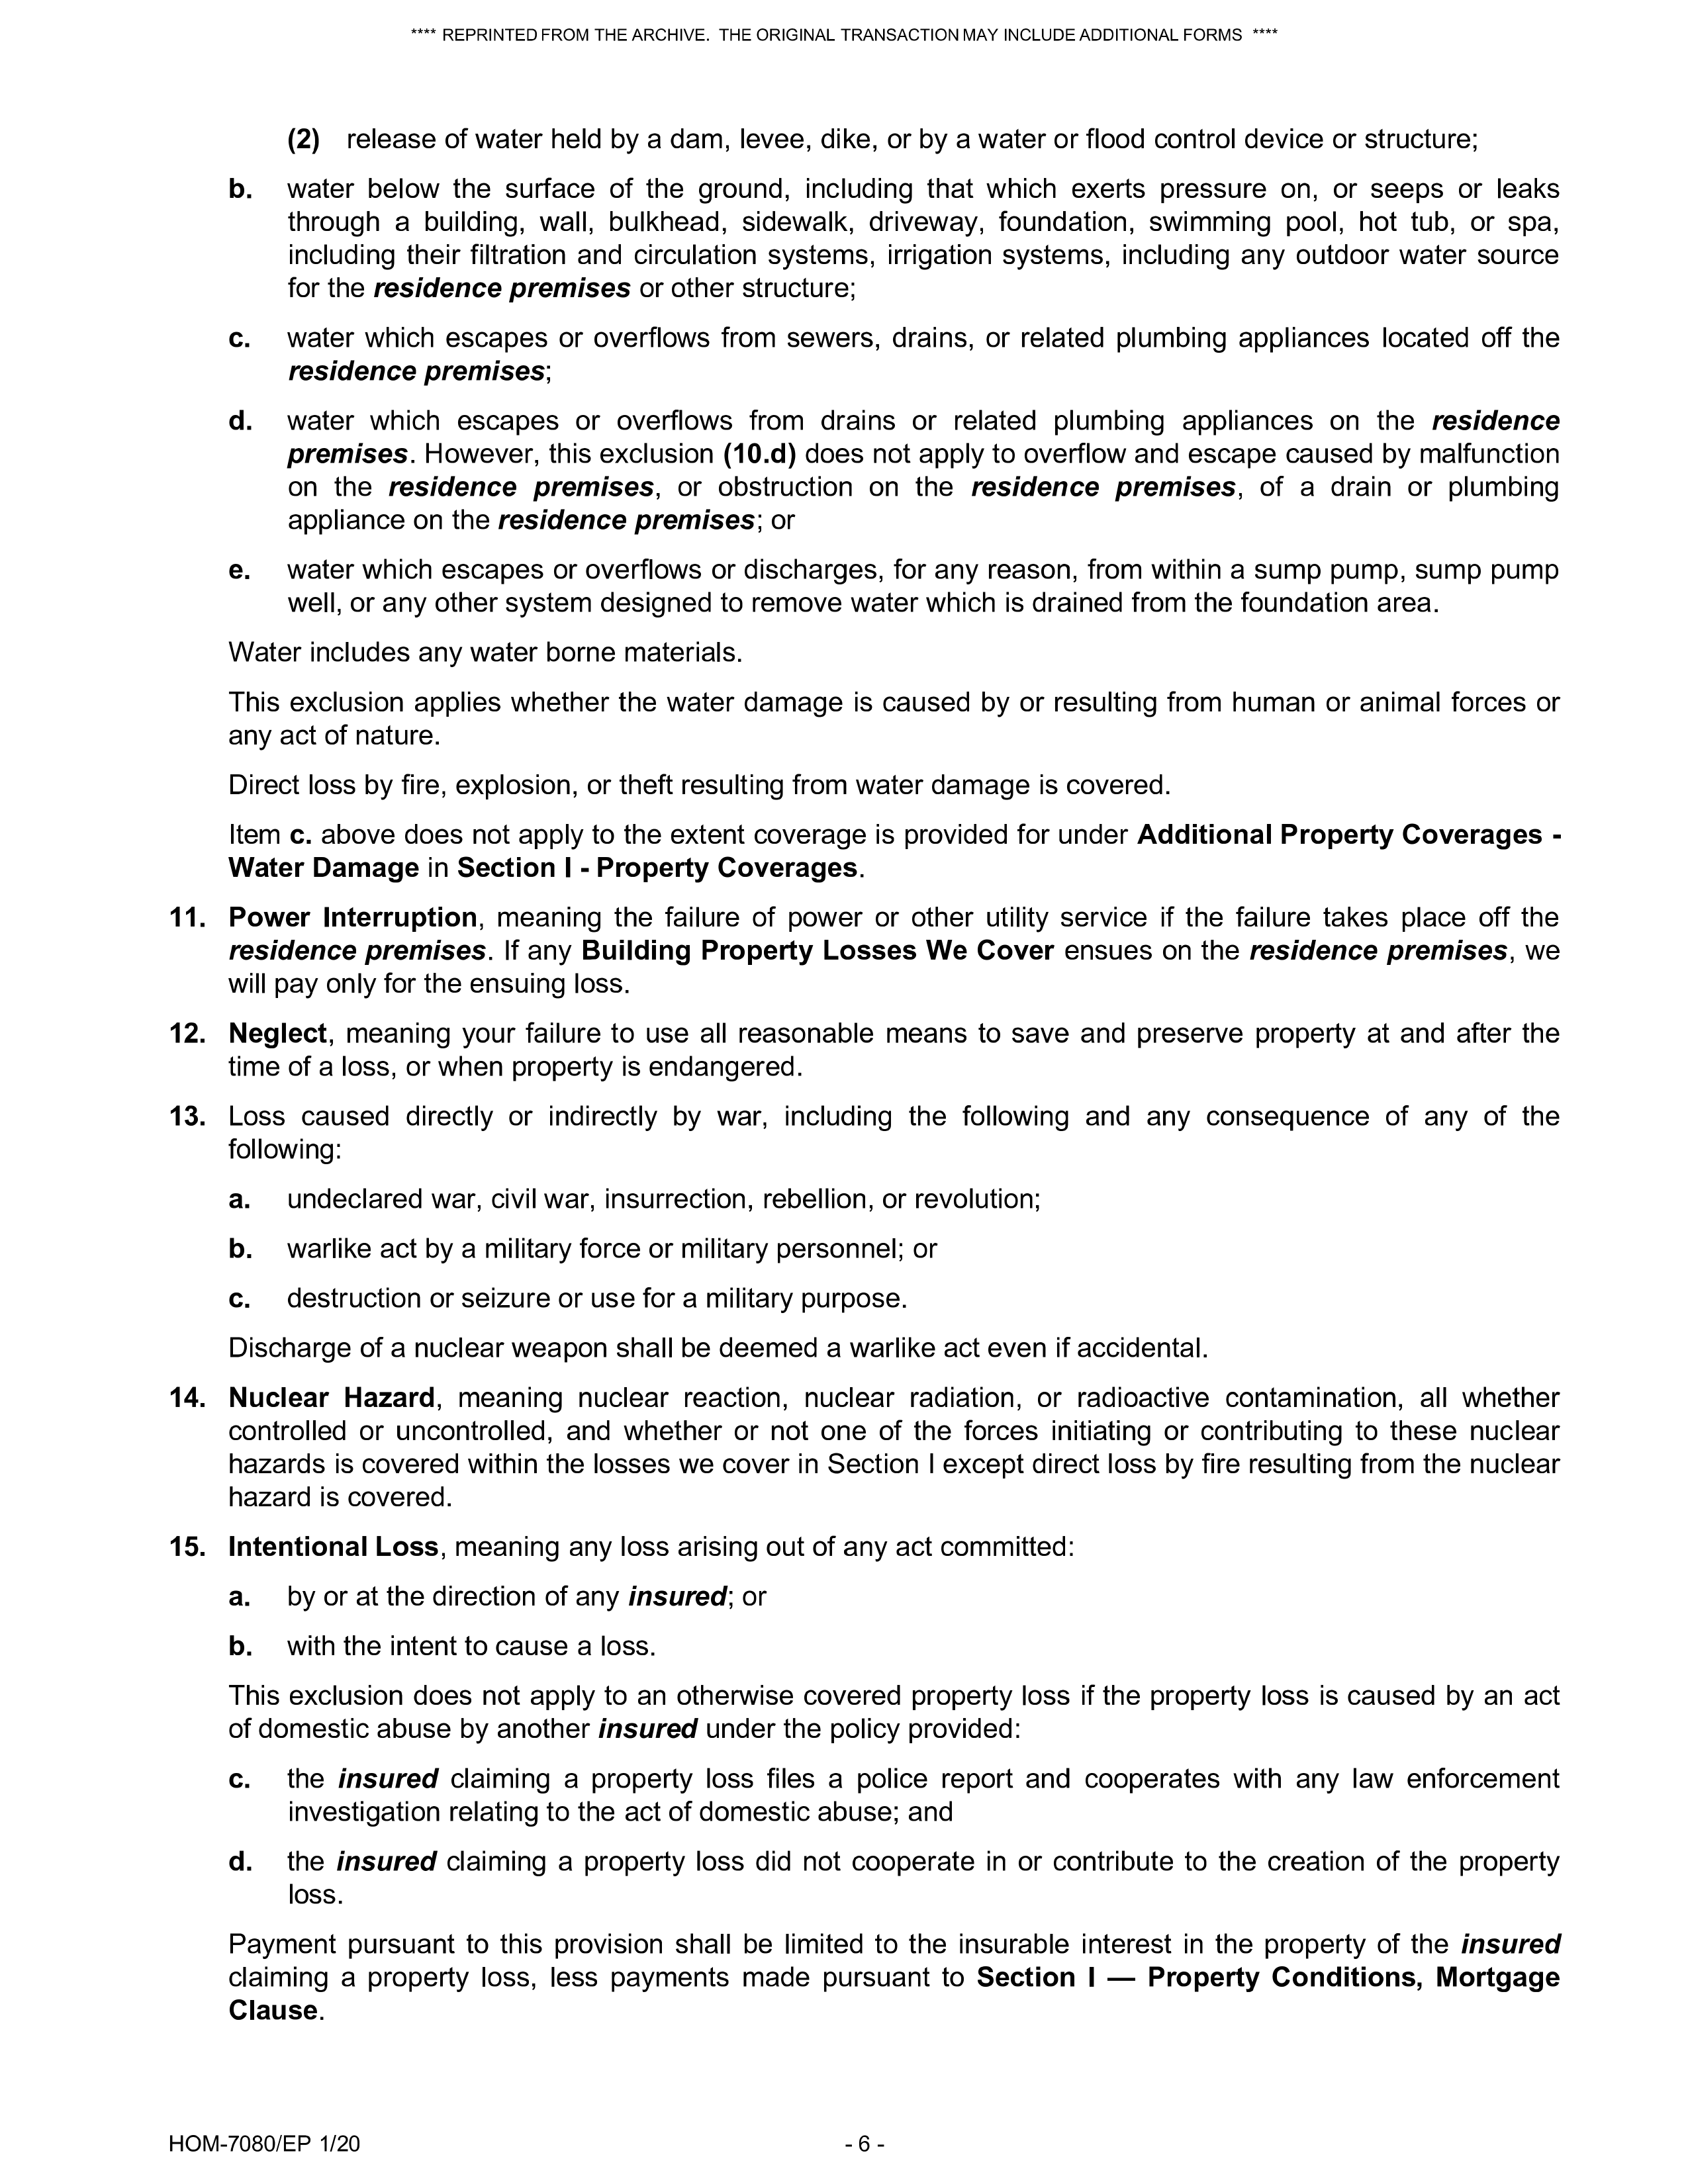 **** REPRINTED FROM THE ARCHIVE. THE ORIGINAL TRANSACTION MAY INCLUDE ADDITIONAL FORMS ****
(2) release of water held by a dam, levee, dike, or by a water or flood control device or structure;
b. water below the surface of the ground, including that which exerts pressure on, or seeps or leaks
through a building, wall, bulkhead, sidewalk, driveway, foundation, swimming pool, hot tub, or spa,
including their filtration and circulation systems, irrigation systems, including any outdoor water source
for the residence premises or other structure;
c. water which escapes or overflows from sewers, drains, or related plumbing appliances located off the
residence premises;
d. water which escapes or overflows from drains or related plumbing appliances on the residence
premises. However, this exclusion (10.d) does not apply to overflow and escape caused by malfunction
on the residence premises, or obstruction on the residence premises, of a drain or plumbing
appliance on the residence premises; or
e. water which escapes or overflows or discharges, for any reason, from within a sump pump, sump pump
well, or any other system designed to remove water which is drained from the foundation area.
Water includes any water borne materials.
This exclusion applies whether the water damage is caused by or resulting from human or animal forces or
any act of nature.
Direct loss by fire, explosion, or theft resulting from water damage is covered.
Item c. above does not apply to the extent coverage is provided for under Additional Property Coverages -
Water Damage in Section I - Property Coverages.
11. Power Interruption, meaning the failure of power or other utility service if the failure takes place off the
residence premises. If any Building Property Losses We Cover ensues on the residence premises, we
will pay only for the ensuing loss.
12. Neglect, meaning your failure to use all reasonable means to save and preserve property at and after the
time of a loss, or when property is endangered.
13. Loss caused directly or indirectly by war, including the following and any consequence of any of the
following:
a. undeclared war, civil war, insurrection, rebellion, or revolution;
b. warlike act by a military force or military personnel; or
c. destruction or seizure or use for a military purpose.
Discharge of a nuclear weapon shall be deemed a warlike act even if accidental.
14. Nuclear Hazard, meaning nuclear reaction, nuclear radiation, or radioactive contamination, all whether
controlled or uncontrolled, and whether or not one of the forces initiating or contributing to these nuclear
hazards is covered within the losses we cover in Section I except direct loss by fire resulting from the nuclear
hazard is covered.
15. Intentional Loss, meaning any loss arising out of any act committed:
a. by or at the direction of any insured; or
b. with the intent to cause a loss.
This exclusion does not apply to an otherwise covered property loss if the property loss is caused by an act
of domestic abuse by another insured under the policy provided:
c. the insured claiming a property loss files a police report and cooperates with any law enforcement
investigation relating to the act of domestic abuse; and
d. the insured claiming a property loss did not cooperate in or contribute to the creation of the property
loss.
Payment pursuant to this provision shall be limited to the insurable interest in the property of the insured
claiming a property loss, less payments made pursuant to Section I — Property Conditions, Mortgage
Clause.
HOM-7080/EP 1/20
- 6 -